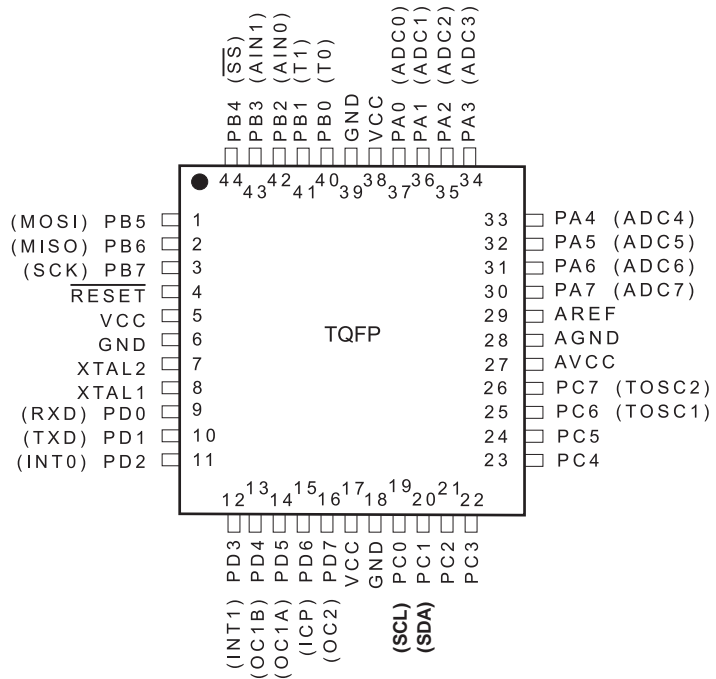 (SS) (AIN1) (AIN0) (T1) (T0) (ADC0) (ADC1) (ADC2) (ADC3)
PB4 PB3 PB2 PB1 PB0 GND VCC PA0 PA1 PA2 PA3
44 43 42 41 40 39 38 37 36 35 34
(MOSI) PB5 1
(MISO) PB6 2
(SCK) PB7 3
RESET 4
VCC 5
GND 6
XTAL2 7
XTAL1 8
(RXD) PD0 9
(TXD) PD1 10
(INT0) PD2 11
TQFP
33 PA4 (ADC4)
32 PA5 (ADC5)
31 PA6 (ADC6)
30 PA7 (ADC7)
29 AREF
28 AGND
27 AVCC
26 PC7 (TOSC2)
25 PC6 (TOSC1)
24 PC5
23 PC4
12 13 14 15 16 17 18 19 20 21 22
PD3 PD4 PD5 PD6 PD7 VCC GND PC0 PC1 PC2 PC3
(INT1) (OC1B) (OC1A) (ICP) (OC2) (SCL) (SDA)